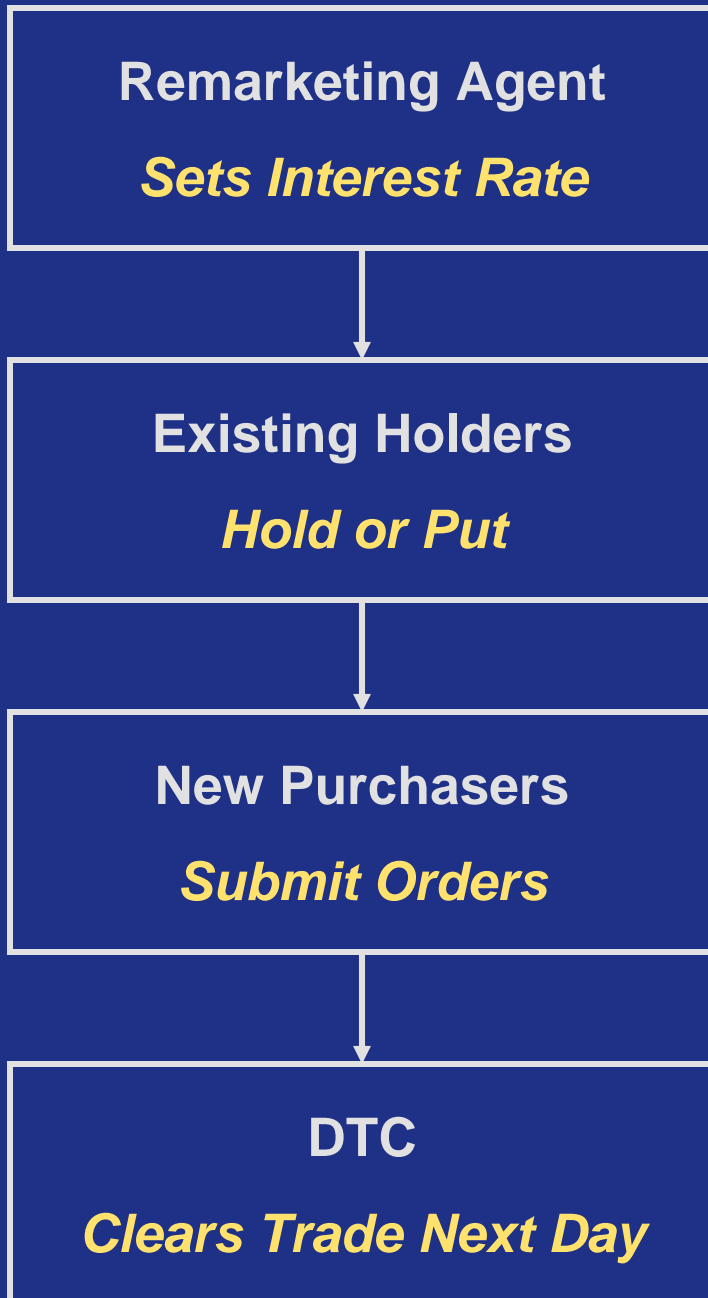 Remarketing Agent
Sets Interest Rate
Existing Holders
Hold or Put
New Purchasers
Submit Orders
DTC
Clears Trade Next Day